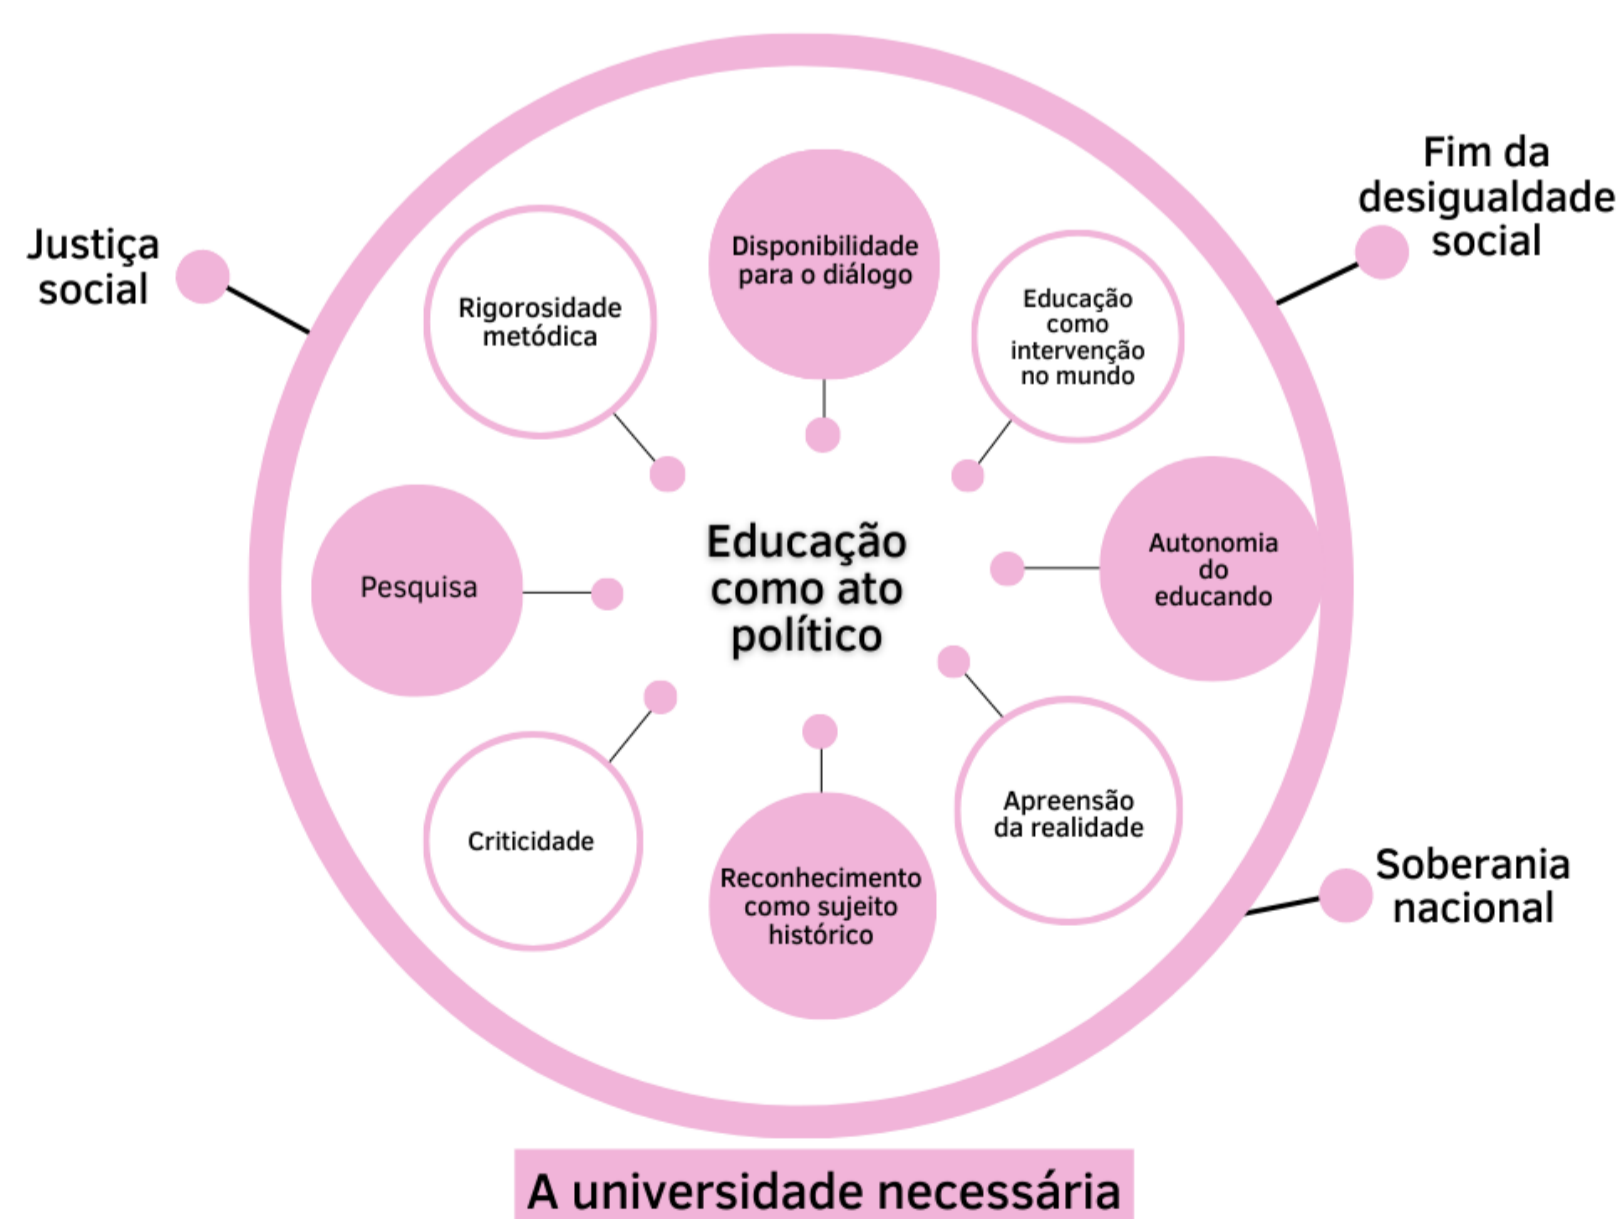 Fim da
desigualdade
social
Justiça
social
Disponibilidade
para o diálogo
Rigorosidade
metódica
Educação
como
intervenção
no mundo
Educação
como ato
político
Pesquisa
Autonomia
do
educando
Criticidade
Reconhecimento
como sujeito
histórico
Apreensão
da realidade
Soberania
nacional
A universidade necessária